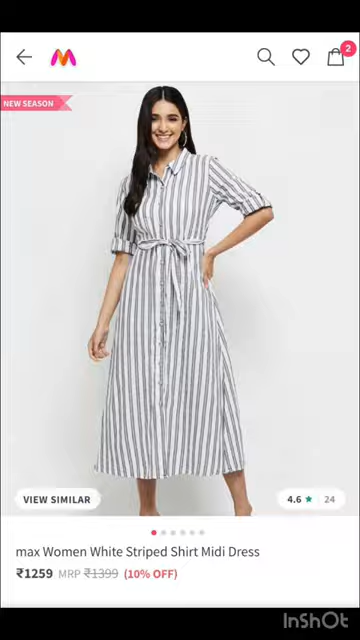 2
NEW SEASON
VIEW SIMILAR
4.6 ★ 24
max Women White Striped Shirt Midi Dress
₹1259 MRP ₹1399 (10% OFF)
InShOt